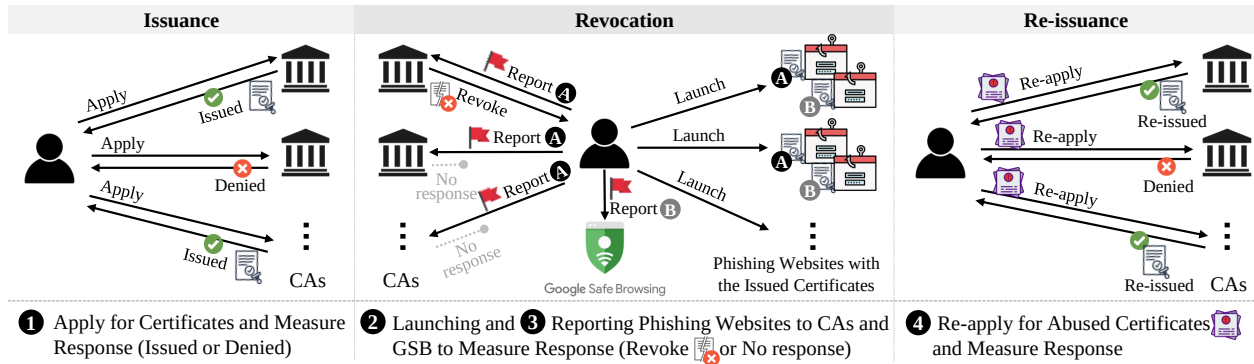 Issuance
Revocation
Re-issuance
Apply
Issued
Apply
Denied
Apply
Issued
CAs
Report A
Revoke
Report A
No
response
Report A
No
response
CAs
Report B
Google Safe Browsing
Launch
Launch
Launch
A
B
A
B
Phishing Websites with
the Issued Certificates
Re-apply
Re-issued
Re-apply
Denied
Re-apply
Re-issued
CAs
1 Apply for Certificates and Measure
Response (Issued or Denied)
2 Launching and 3 Reporting Phishing Websites to CAs and
GSB to Measure Response (Revoke or No response)
4 Re-apply for Abused Certificates
and Measure Response